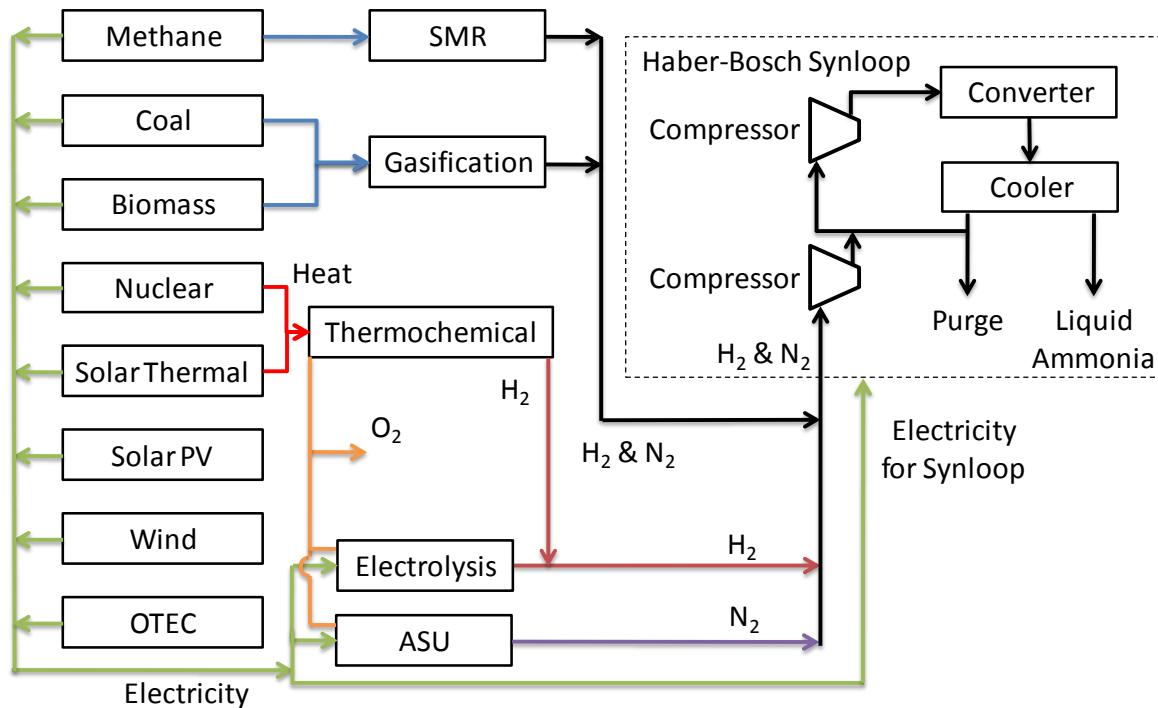 Methane
SMR
Haber-Bosch Synloop
Converter
Compressor
Coal
Gasification
Cooler
Biomass
Nuclear
Heat
Compressor
Thermochemical
Purge
Liquid
Ammonia
Solar Thermal
H₂ & N₂
H₂
O₂
H₂ & N₂
Electricity
for Synloop
Solar PV
Wind
Electrolysis
H₂
OTEC
ASU
N₂
Electricity